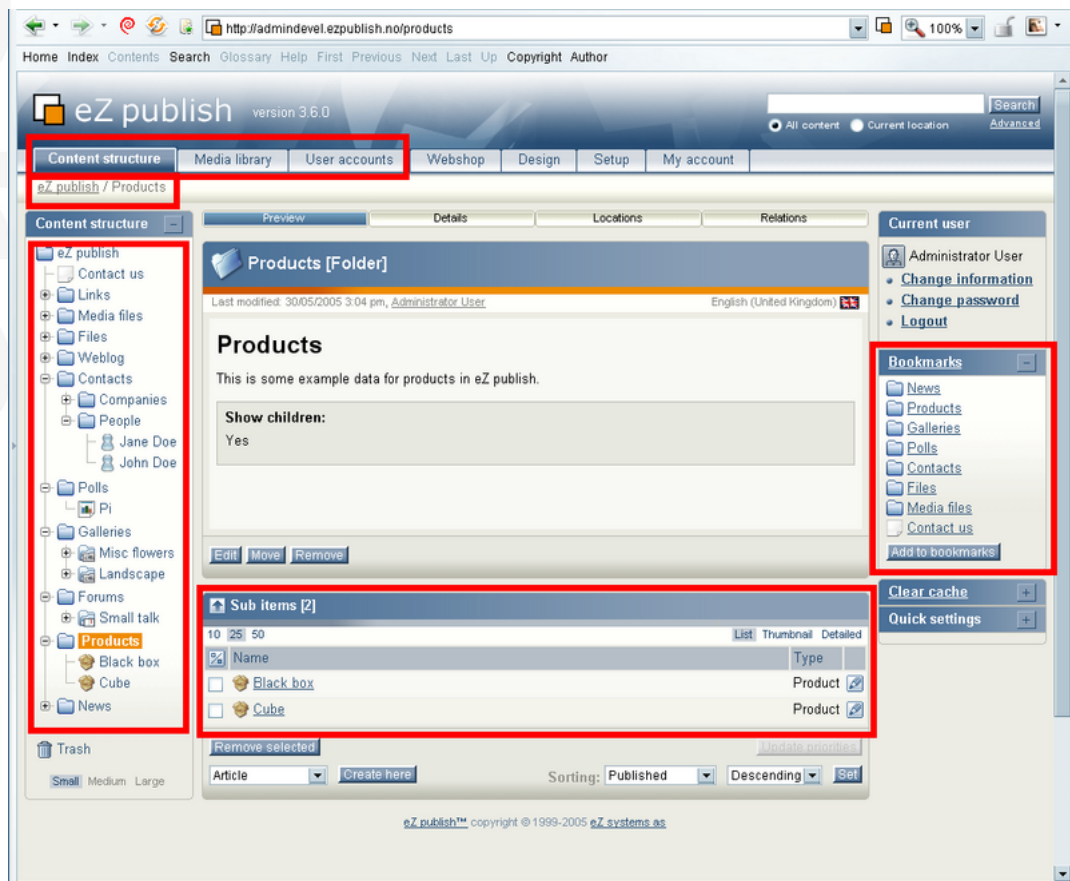 http://admindevel.ezpublish.no/products
100%
Home Index Contents Search Glossary Help First Previous Next Last Up Copyright Author
eZ publish version 3.6.0
Search
All content Current location Advanced
Content structure Media library User accounts Webshop Design Setup My account
eZ publish / Products
Content structure
eZ publish
Contact us
Links
Media files
Files
Weblog
Contacts
Companies
People
Jane Doe
John Doe
Polls
Pi
Galleries
Misc flowers
Landscape
Forums
Small talk
Products
Black box
Cube
News
Trash
Small Medium Large
Preview Details Locations Relations
Products [Folder]
Last modified: 30/05/2005 3:04 pm, Administrator User English (United Kingdom)
Products
This is some example data for products in eZ publish.
Show children:
Yes
Edit Move Remove
Sub items [2]
10 25 50 List Thumbnail Detailed
Name Type
Black box Product
Cube Product
Remove selected Update priorities
Article Create here Sorting: Published Descending Set
Current user
Administrator User
Change information
Change password
Logout
Bookmarks
News
Products
Galleries
Polls
Contacts
Files
Media files
Contact us
Add to bookmarks
Clear cache
Quick settings
eZ publish™ copyright © 1999-2005 eZ systems as